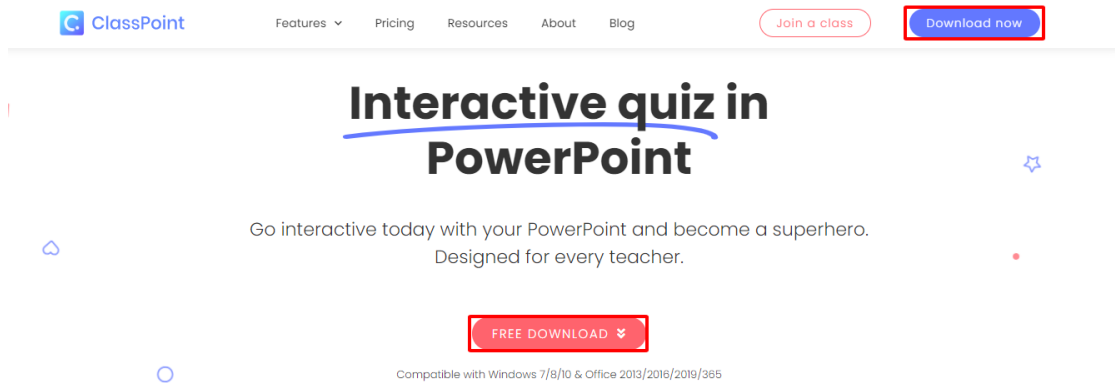 ClassPoint Features Pricing Resources About Blog Join a class Download now
Interactive quiz in
PowerPoint
Go interactive today with your PowerPoint and become a superhero.
Designed for every teacher.
FREE DOWNLOAD
Compatible with Windows 7/8/10 & Office 2013/2016/2019/365